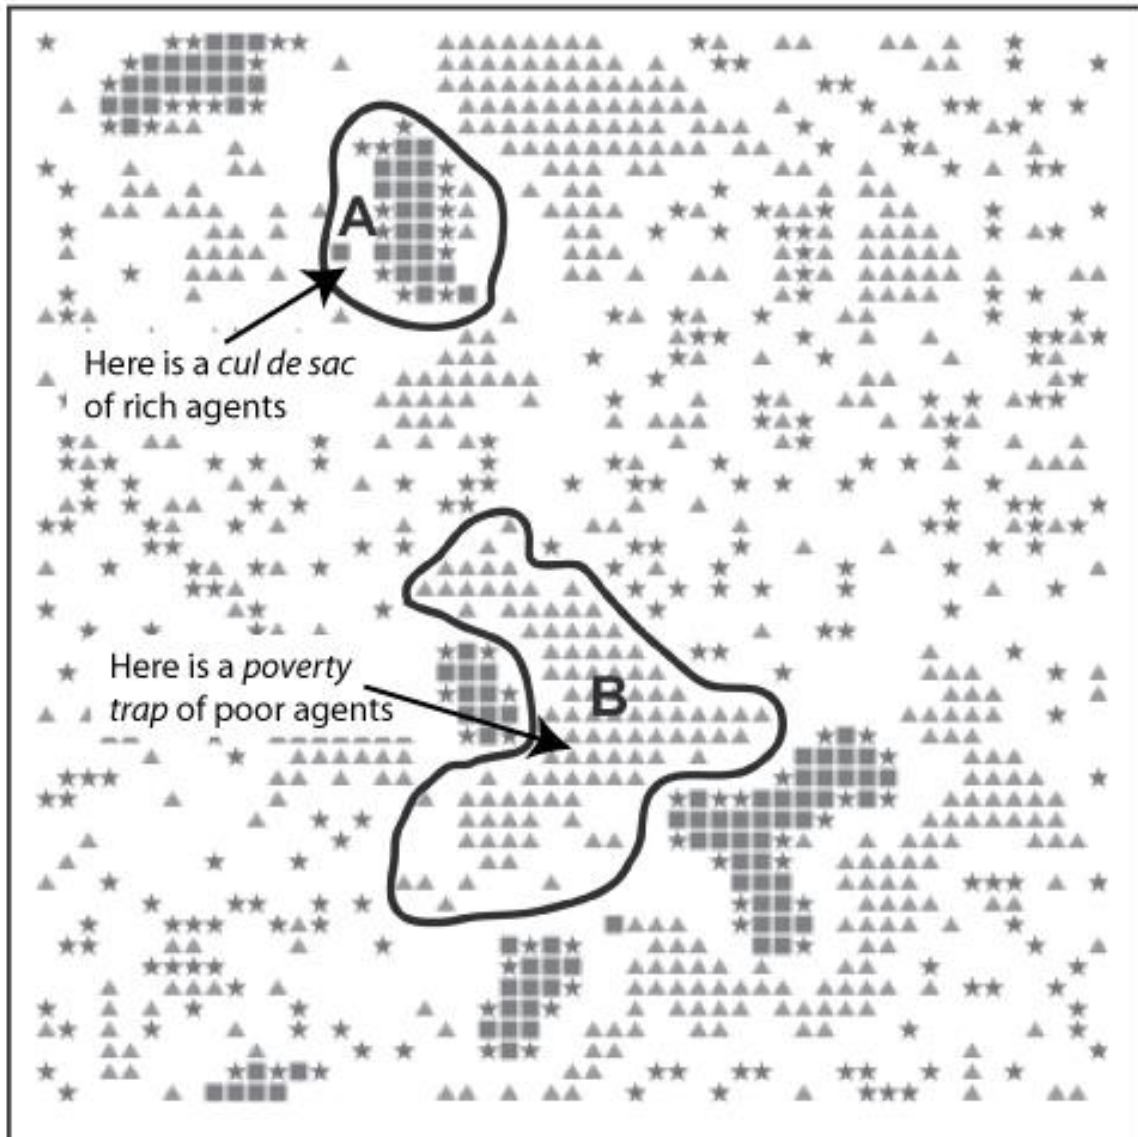 A
Here is a cul de sac
of rich agents
Here is a poverty
trap of poor agents
B